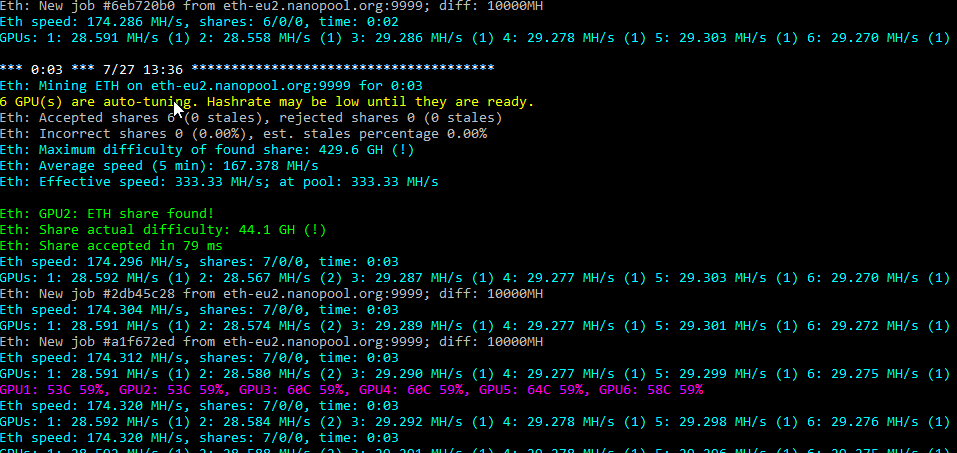 Eth: New job #6eb720b0 from eth-eu2.nanopool.org:9999; diff: 10000MH
Eth speed: 174.286 MH/s, shares: 6/0/0, time: 0:02
GPUs: 1: 28.591 MH/s (1) 2: 28.558 MH/s (1) 3: 29.286 MH/s (1) 4: 29.278 MH/s (1) 5: 29.303 MH/s (1) 6: 29.270 MH/s (1)
*** 0:03 *** 7/27 13:36 **************************************
Eth: Mining ETH on eth-eu2.nanopool.org:9999 for 0:03
6 GPU(s) are auto-tuning. Hashrate may be low until they are ready.
Eth: Accepted shares 6 (0 stales), rejected shares 0 (0 stales)
Eth: Incorrect shares 0 (0.00%), est. stales percentage 0.00%
Eth: Maximum difficulty of found share: 429.6 GH (!)
Eth: Average speed (5 min): 167.378 MH/s
Eth: Effective speed: 333.33 MH/s; at pool: 333.33 MH/s
Eth: GPU2: ETH share found!
Eth: Share actual difficulty: 44.1 GH (!)
Eth: Share accepted in 79 ms
Eth speed: 174.296 MH/s, shares: 7/0/0, time: 0:03
GPUs: 1: 28.592 MH/s (1) 2: 28.567 MH/s (2) 3: 29.287 MH/s (1) 4: 29.277 MH/s (1) 5: 29.303 MH/s (1) 6: 29.270 MH/s (1)
Eth: New job #2db45c28 from eth-eu2.nanopool.org:9999; diff: 10000MH
Eth speed: 174.304 MH/s, shares: 7/0/0, time: 0:03
GPUs: 1: 28.591 MH/s (1) 2: 28.574 MH/s (2) 3: 29.289 MH/s (1) 4: 29.277 MH/s (1) 5: 29.301 MH/s (1) 6: 29.272 MH/s (1)
Eth: New job #a1f672ed from eth-eu2.nanopool.org:9999; diff: 10000MH
Eth speed: 174.312 MH/s, shares: 7/0/0, time: 0:03
GPUs: 1: 28.591 MH/s (1) 2: 28.580 MH/s (2) 3: 29.290 MH/s (1) 4: 29.277 MH/s (1) 5: 29.299 MH/s (1) 6: 29.275 MH/s (1)
GPU1: 53C 59%, GPU2: 53C 59%, GPU3: 60C 59%, GPU4: 60C 59%, GPU5: 64C 59%, GPU6: 58C 59%
Eth speed: 174.320 MH/s, shares: 7/0/0, time: 0:03
GPUs: 1: 28.592 MH/s (1) 2: 28.584 MH/s (2) 3: 29.292 MH/s (1) 4: 29.278 MH/s (1) 5: 29.298 MH/s (1) 6: 29.276 MH/s (1)
Eth speed: 174.320 MH/s, shares: 7/0/0, time: 0:03